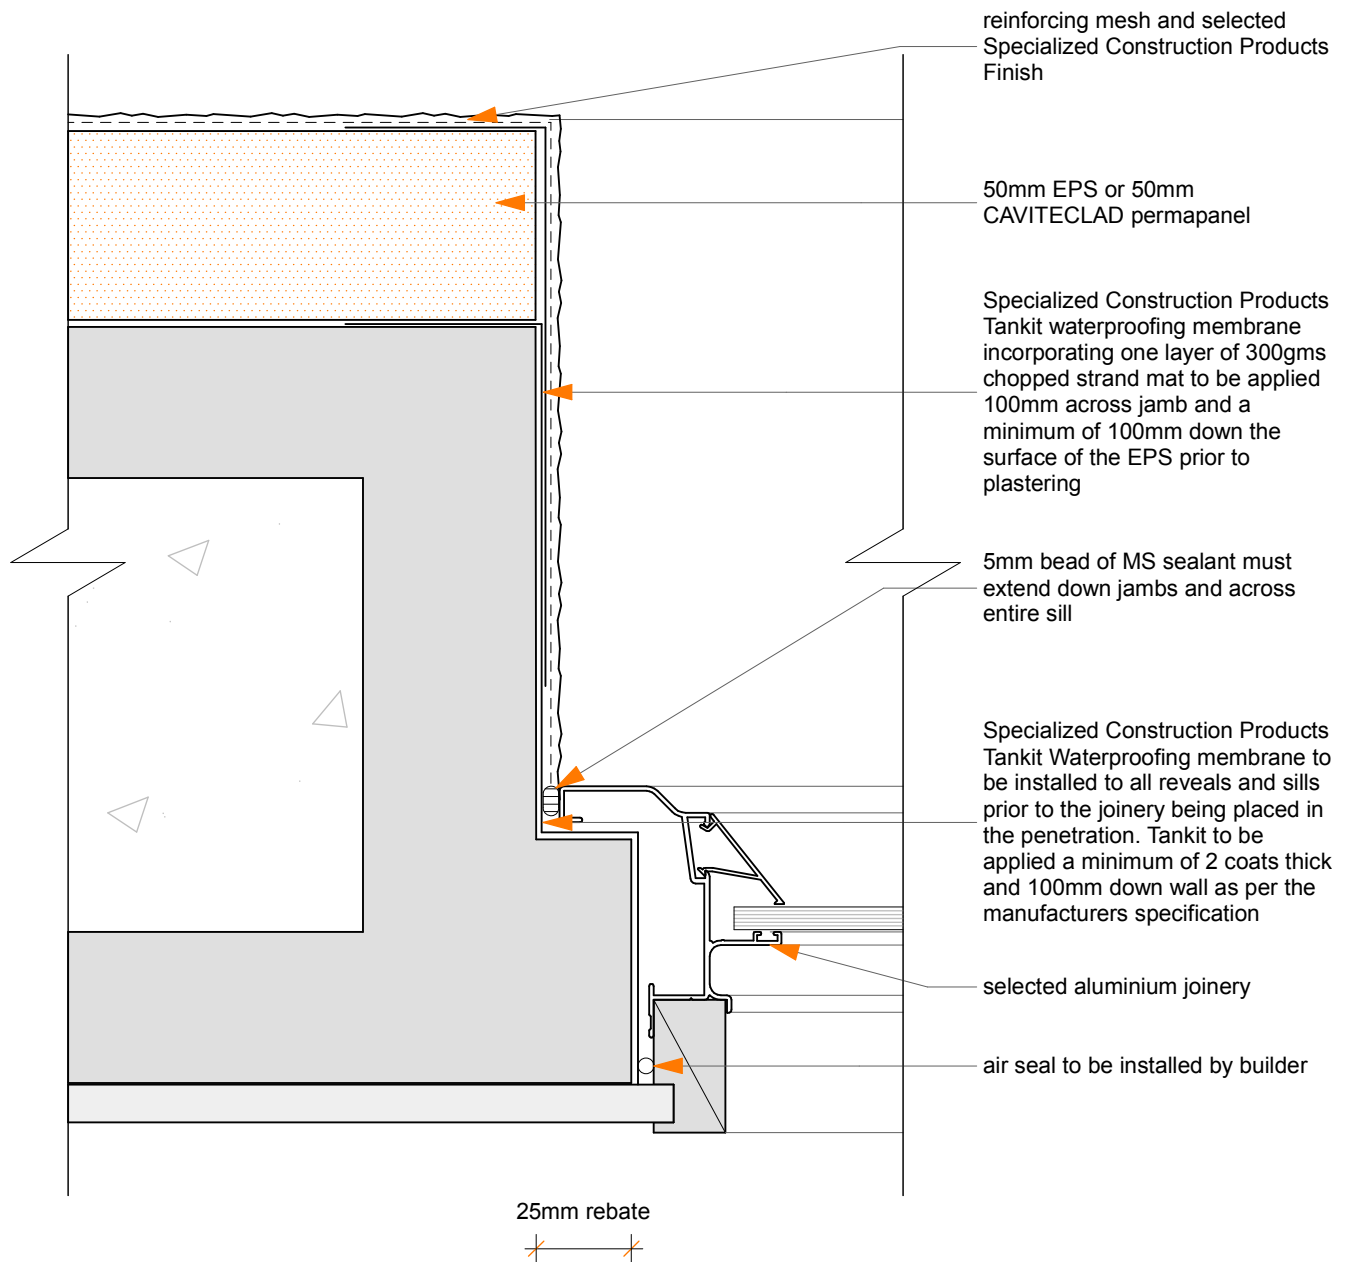 reinforcing mesh and selected
Specialized Construction Products
Finish
50mm EPS or 50mm
CAVITECLAD permapanel
Specialized Construction Products
Tankit waterproofing membrane
incorporating one layer of 300gms
chopped strand mat to be applied
100mm across jamb and a
minimum of 100mm down the
surface of the EPS prior to
plastering
5mm bead of MS sealant must
extend down jambs and across
entire sill
Specialized Construction Products
Tankit Waterproofing membrane to
be installed to all reveals and sills
prior to the joinery being placed in
the penetration. Tankit to be
applied a minimum of 2 coats thick
and 100mm down wall as per the
manufacturers specification
selected aluminium joinery
air seal to be installed by builder
25mm rebate